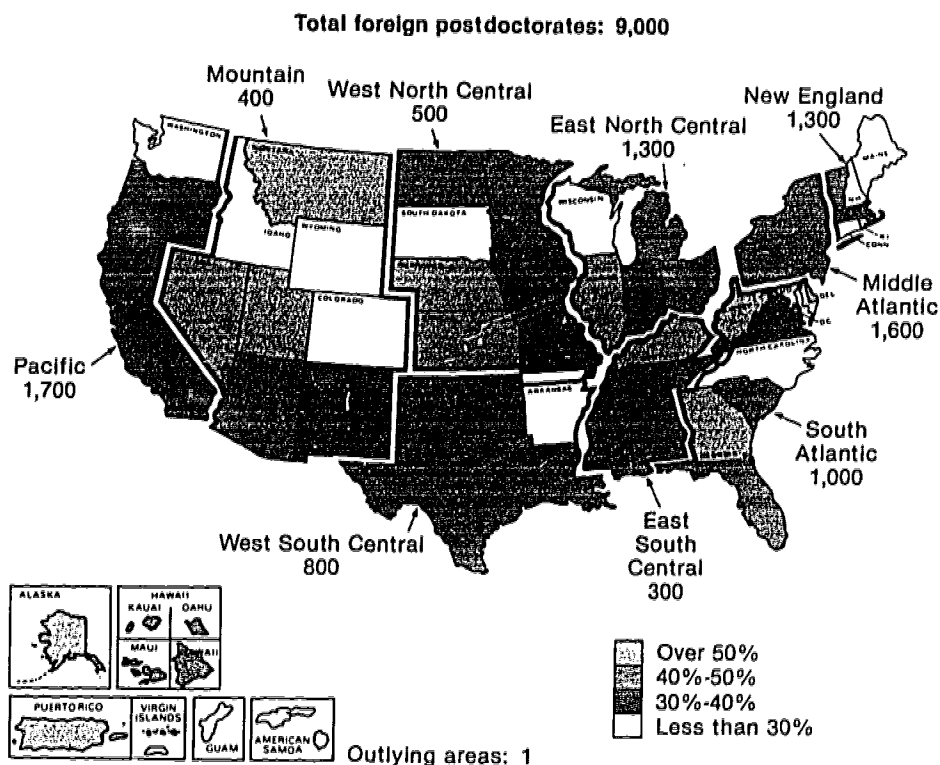 Total foreign postdoctorates: 9,000
Mountain
400
West North Central
500
East North Central
1,300
New England
1,300
WASHINGTON
MONTANA
IDAHO
WYOMING
COLORADO
SOUTH DAKOTA
WISCONSIN
ARKANSAS
NORTH CAROLINA
MAINE
NH
RI
CONN
DEL
Middle
Atlantic
1,600
Pacific
1,700
South
Atlantic
1,000
West South Central
800
East
South
Central
300
ALASKA
HAWAII
KAUAI
OAHU
MAUI
HAWAII
PUERTO RICO
VIRGIN
ISLANDS
GUAM
AMERICAN
SAMOA
Outlying areas: 1
Over 50%
40%-50%
30%-40%
Less than 30%